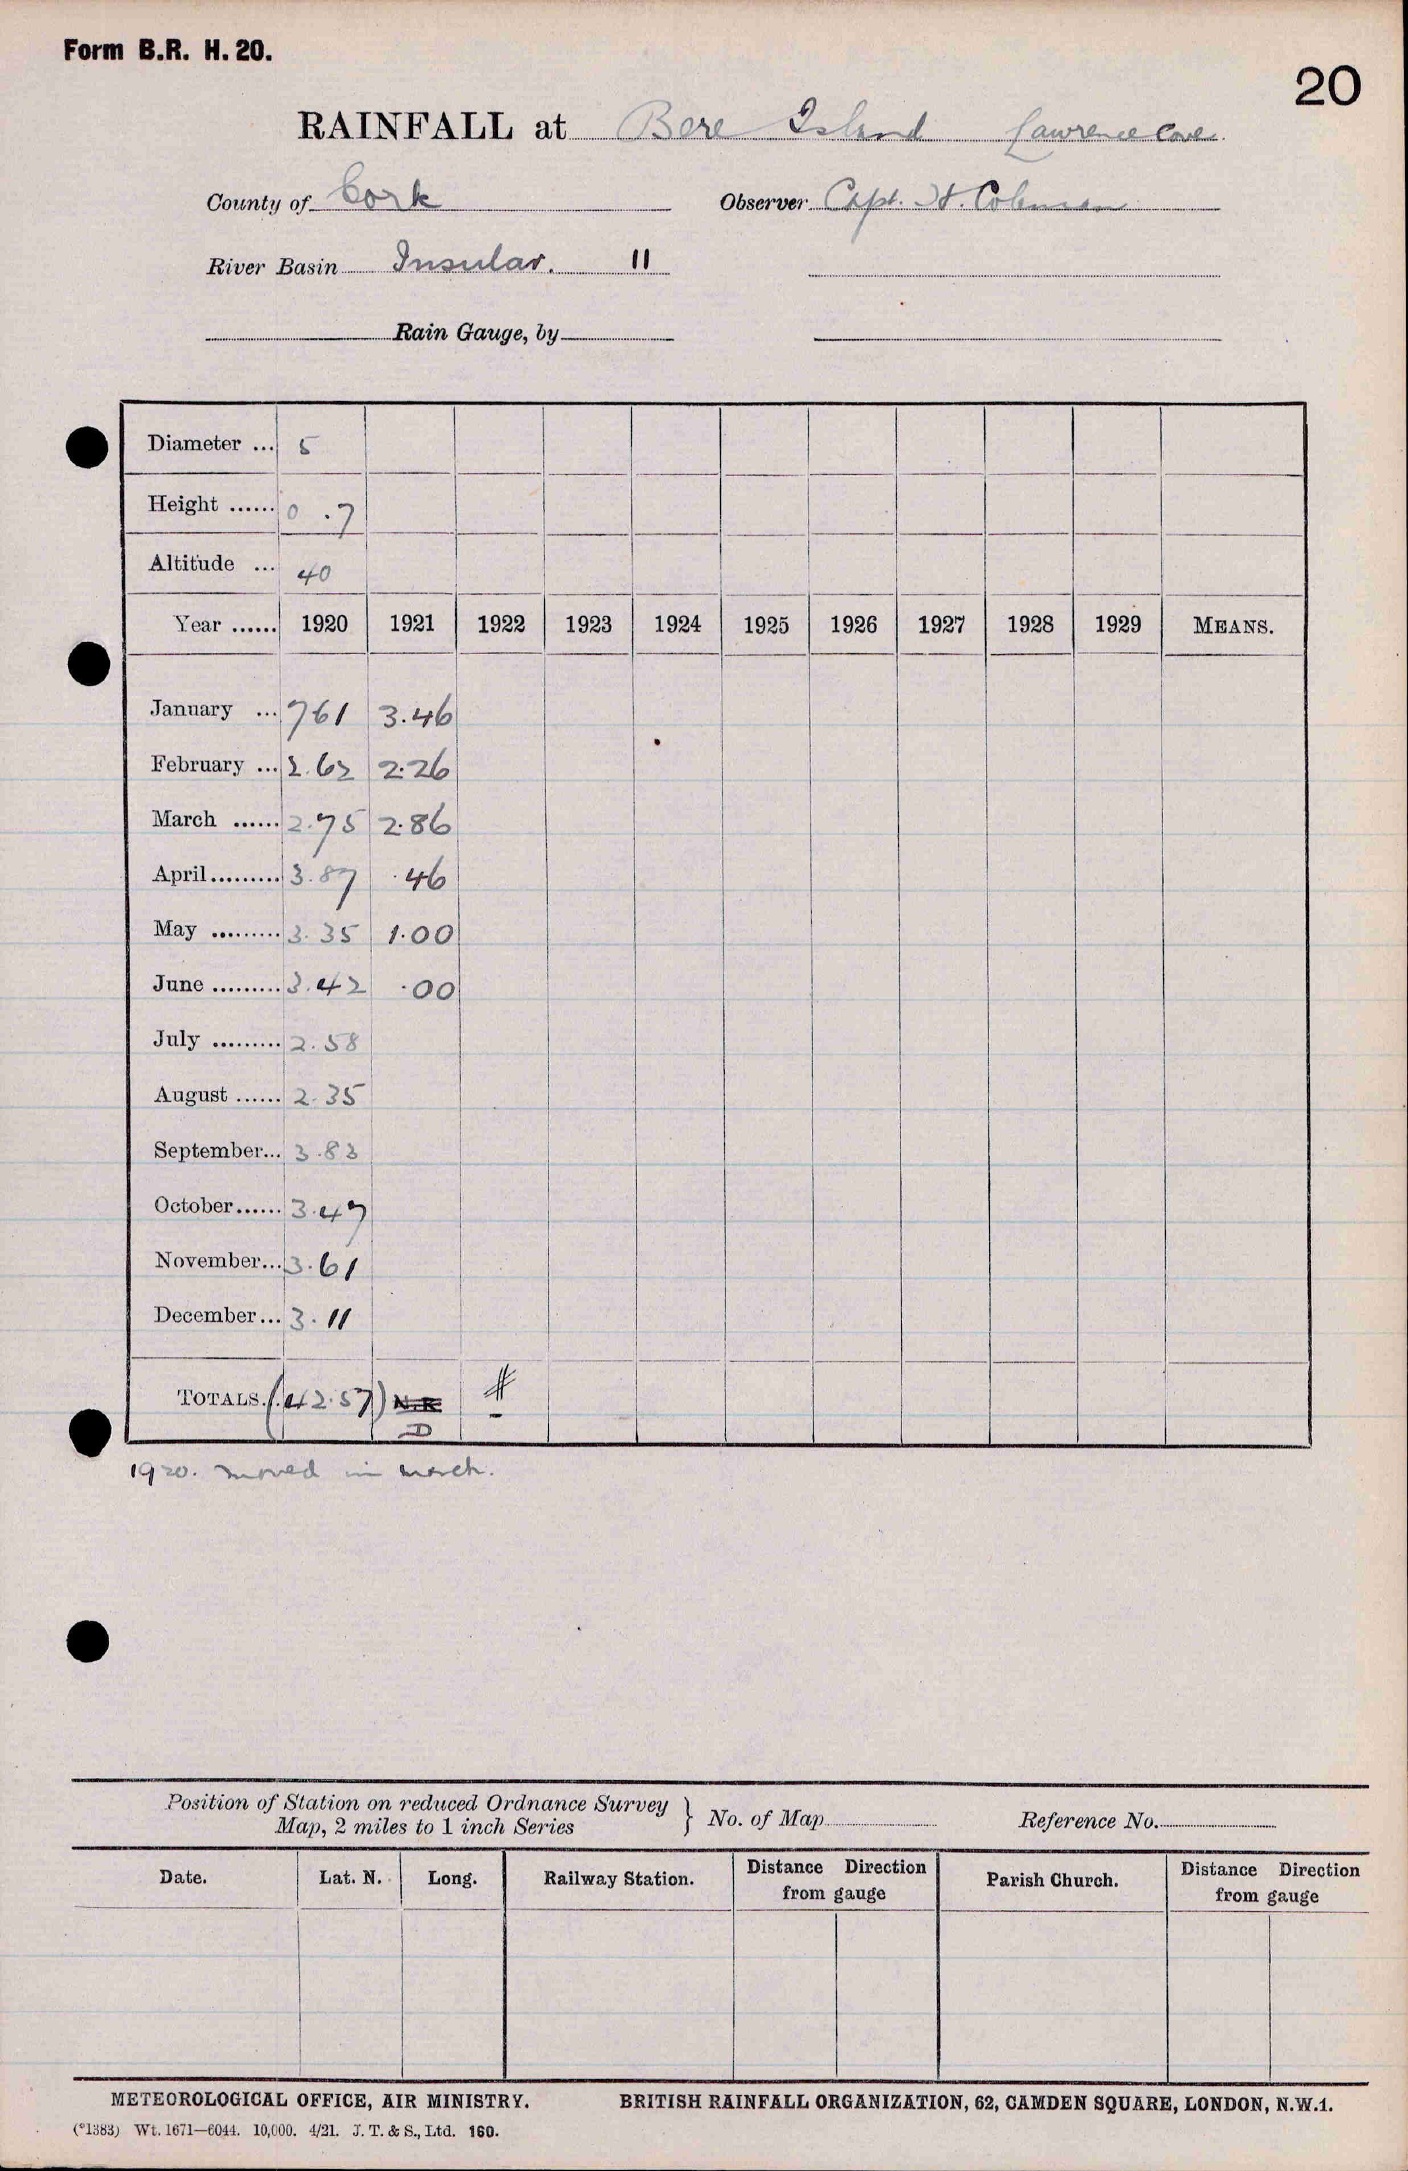 Form B.R. H. 20.
20
RAINFALL at Bere Island Lawrence Cove
County of Cork Observer Capt. H.
River Basin Insular. 11
Rain Gauge, by
Diameter ... 5
Height ...... 0 .7
Altitude ... 40
Year ...... 1920 1921 1922 1923 1924 1925 1926 1927 1928 1929 MEANS.
January ... 761 3.46
February ... 2.62 2.26
March ...... 2.75 2.86
April ......... 3.87 .46
May ......... 3.35 1.00
June ......... 3.42 .00
July ......... 2.58
August ...... 2.35
September... 3.83
October...... 3.47
November... 3.61
December... 3.11
TOTALS. (42.57) N.R #
D
1920. moved in march.
Position of Station on reduced Ordnance Survey
Map, 2 miles to 1 inch Series } No. of Map Reference No.
Date. Lat. N. Long. Railway Station. Distance Direction from gauge Parish Church. Distance Direction from gauge
METEOROLOGICAL OFFICE, AIR MINISTRY. BRITISH RAINFALL ORGANIZATION, 62, CAMDEN SQUARE, LONDON, N.W.1.
(*1383) Wt. 1671—6044. 10,000. 4/21. J. T. & S., Ltd. 160.